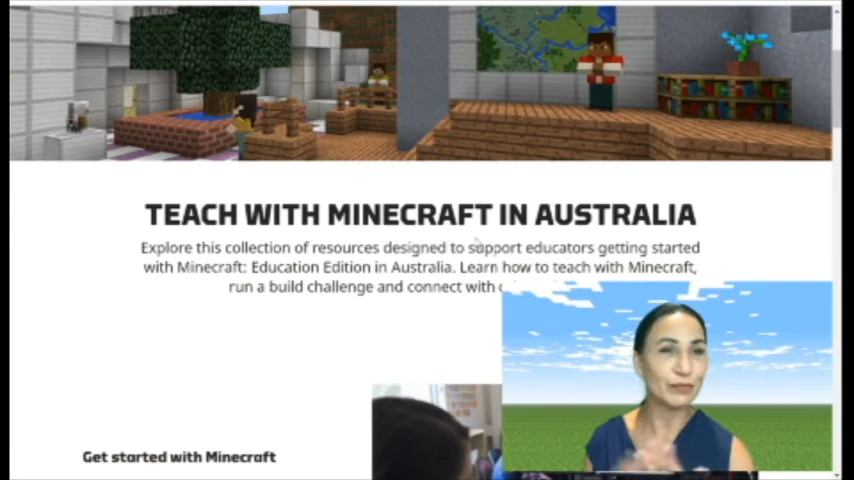 TEACH WITH MINECRAFT IN AUSTRALIA
Explore this collection of resources designed to support educators getting started
with Minecraft: Education Edition in Australia. Learn how to teach with Minecraft,
run a build challenge and connect with
Get started with Minecraft